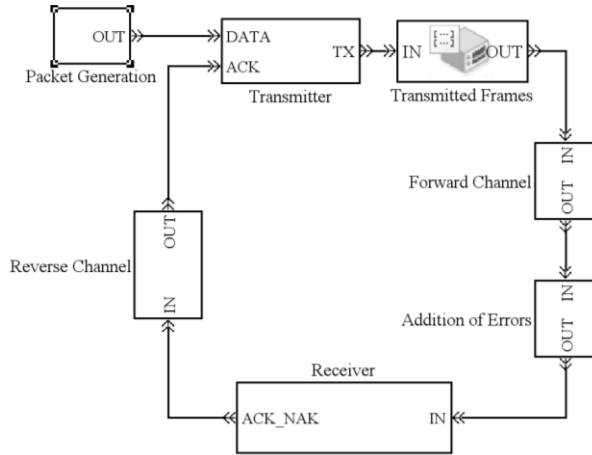 OUT
Packet Generation
DATA
ACK
TX
Transmitter
IN
OUT
Transmitted Frames
IN
OUT
Forward Channel
IN
OUT
Addition of Errors
Receiver
IN
ACK_NAK
IN
OUT
Reverse Channel